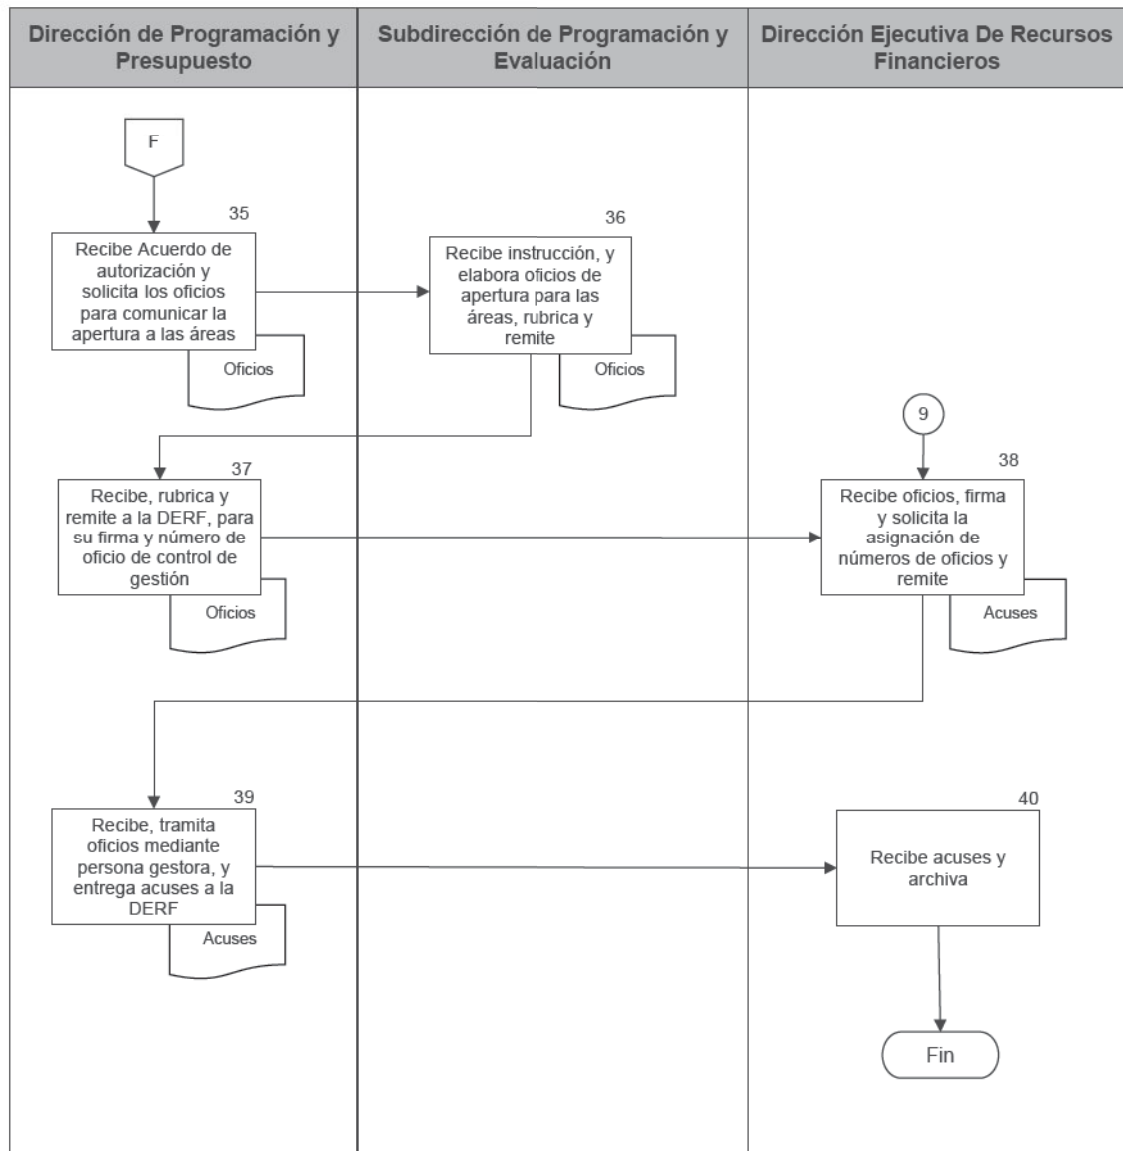 Dirección de Programación y
Presupuesto
Subdirección de Programación y
Evaluación
Dirección Ejecutiva De Recursos
Financieros
F
35
Recibe Acuerdo de
autorización y
solicita los oficios
para comunicar la
apertura a las áreas
Oficios
36
Recibe instrucción, y
elabora oficios de
apertura para las
áreas, rubrica y
remite
Oficios
37
Recibe, rubrica y
remite a la DERF, para
su firma y número de
oficio de control de
gestión
Oficios
9
38
Recibe oficios, firma
y solicita la
asignación de
números de oficios y
remite
Acuses
39
Recibe, tramita
oficios mediante
persona gestora, y
entrega acuses a la
DERF
Acuses
40
Recibe acuses y
archiva
Fin